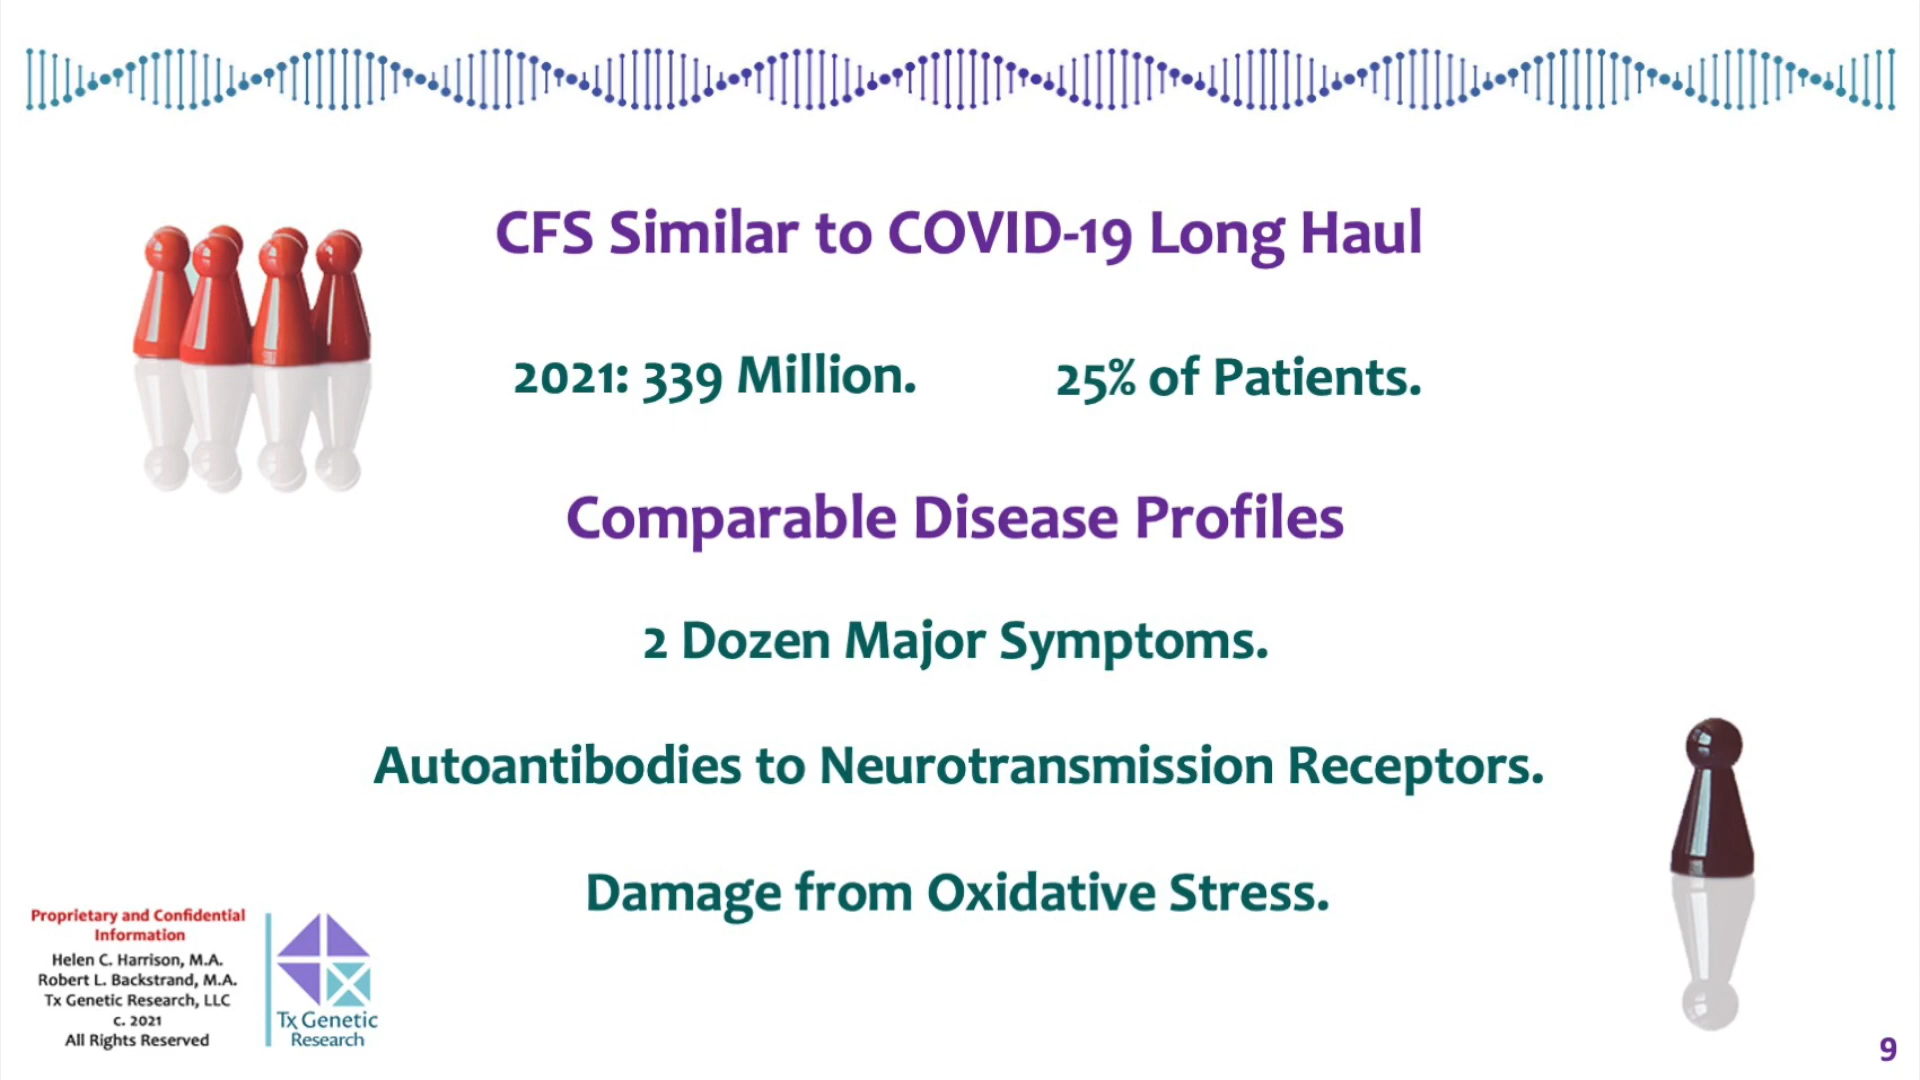 CFS Similar to COVID-19 Long Haul
2021: 339 Million. 25% of Patients.
Comparable Disease Profiles
2 Dozen Major Symptoms.
Autoantibodies to Neurotransmission Receptors.
Damage from Oxidative Stress.
Proprietary and Confidential
Information
Helen C. Harrison, M.A.
Robert L. Backstrand, M.A.
Tx Genetic Research, LLC
c. 2021
All Rights Reserved
Tx Genetic
Research
9